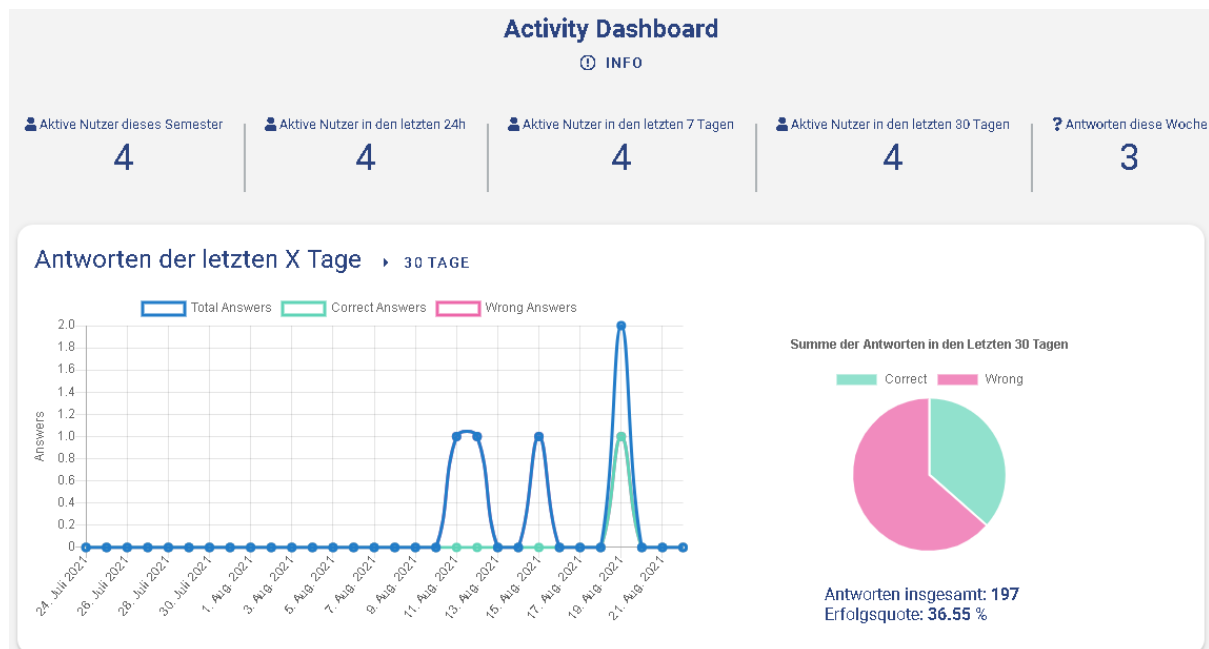 Activity Dashboard
INFO
Aktive Nutzer dieses Semester
4
Aktive Nutzer in den letzten 24h
4
Aktive Nutzer in den letzten 7 Tagen
4
Aktive Nutzer in den letzten 30 Tagen
4
? Antworten diese Woche
3
Antworten der letzten X Tage 30 TAGE
Total Answers Correct Answers Wrong Answers
Answers
2.0
1.8
1.6
1.4
1.2
1.0
0.8
0.6
0.4
0.2
0
24. Juli 2021
26. Juli 2021
28. Juli 2021
30. Juli 2021
1. Aug. 2021
3. Aug. 2021
5. Aug. 2021
7. Aug. 2021
9. Aug. 2021
11. Aug. 2021
13. Aug. 2021
15. Aug. 2021
17. Aug. 2021
19. Aug. 2021
21. Aug. 2021
Summe der Antworten in den Letzten 30 Tagen
Correct Wrong
Antworten insgesamt: 197
Erfolgsquote: 36.55 %